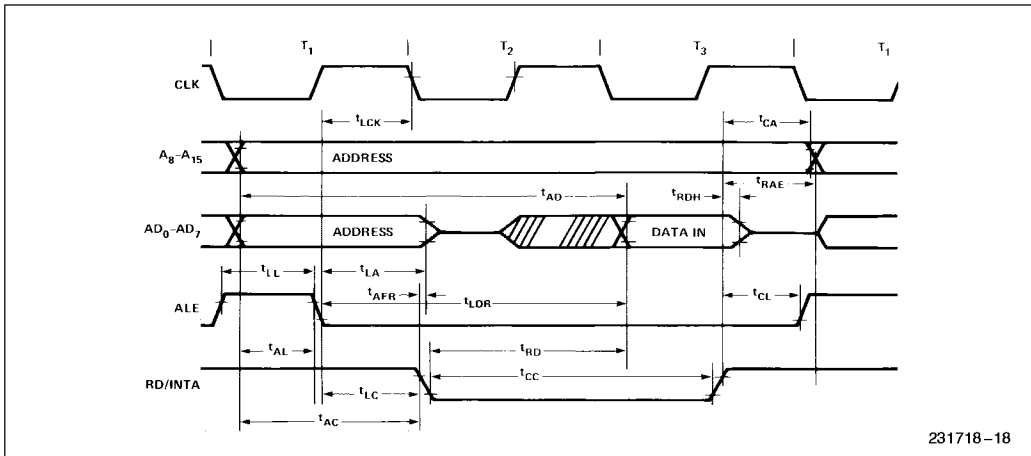 T1 T2 T3 T1
CLK
tLCK tCA
A8–A15 ADDRESS
tRAE
tAD tRDH
AD0–AD7 ADDRESS DATA IN
tLL tLA
tAFR tLDR tCL
ALE
tAL tRD
tCC
RD/INTA
tLC
tAC
231718–18